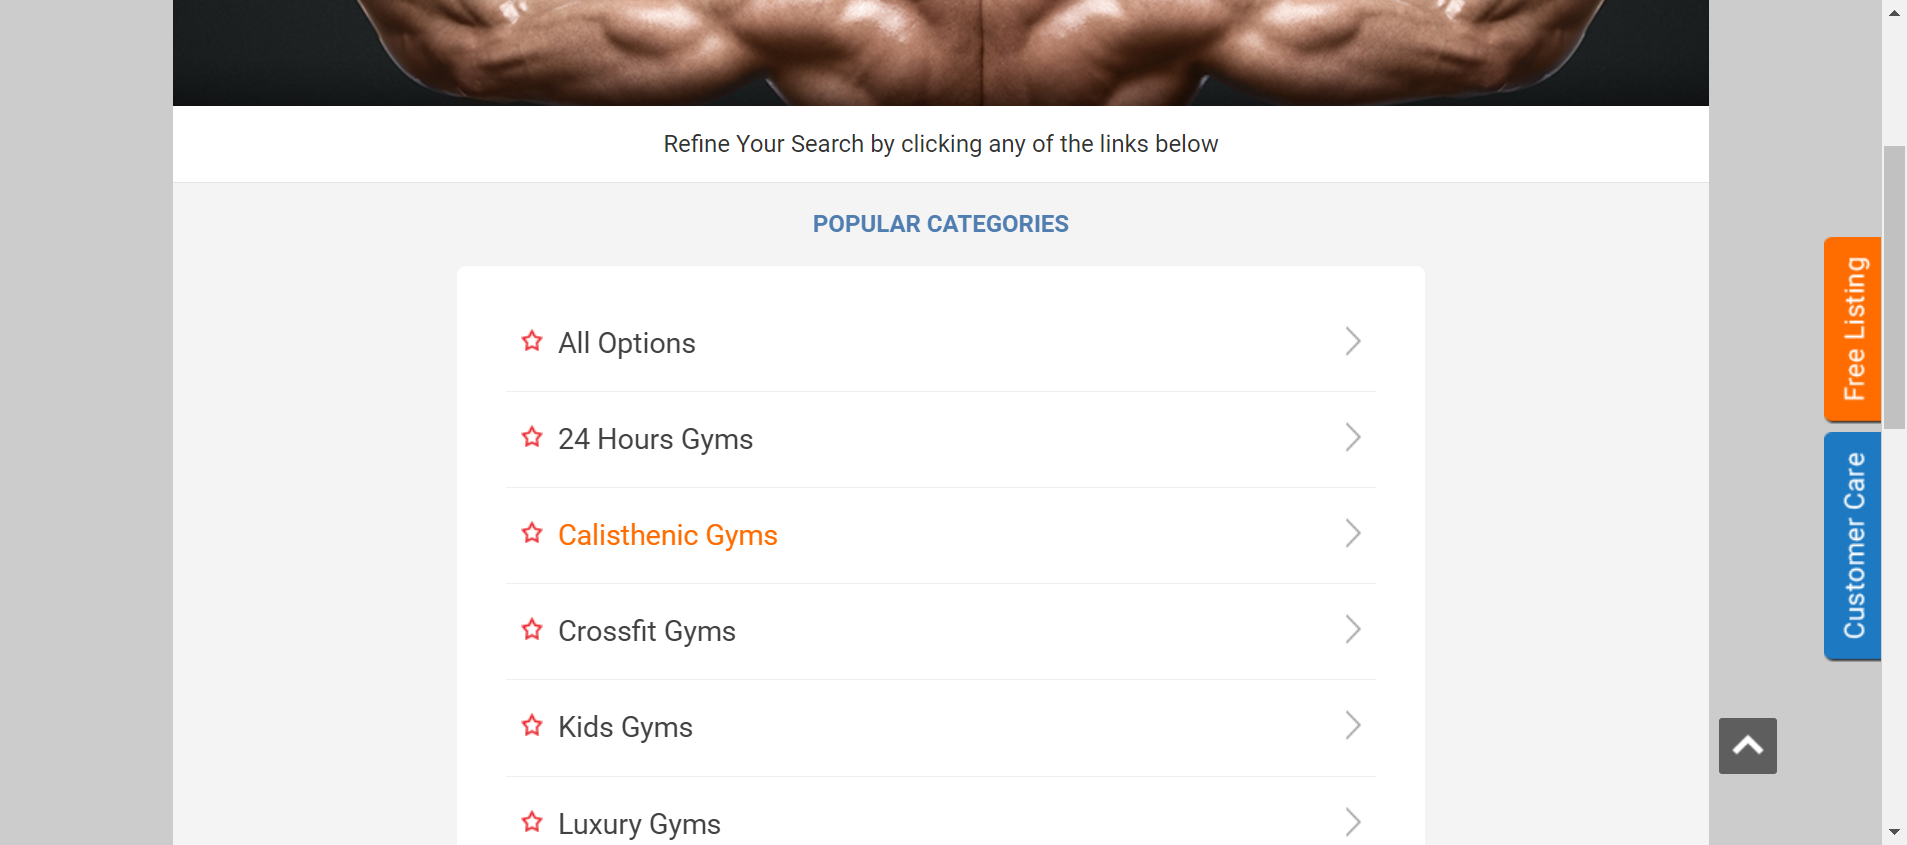 Refine Your Search by clicking any of the links below
POPULAR CATEGORIES
All Options
24 Hours Gyms
Calisthenic Gyms
Crossfit Gyms
Kids Gyms
Luxury Gyms
Free Listing
Customer Care